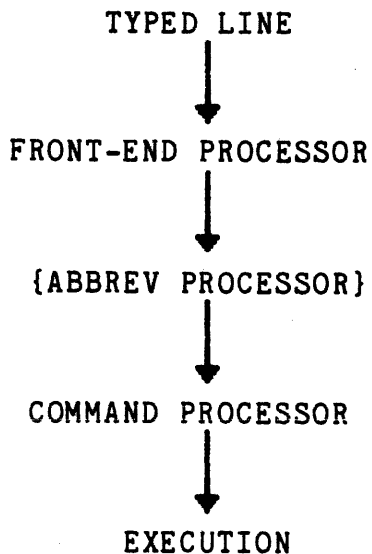 TYPED LINE
FRONT-END PROCESSOR
{ABBREV PROCESSOR}
COMMAND PROCESSOR
EXECUTION